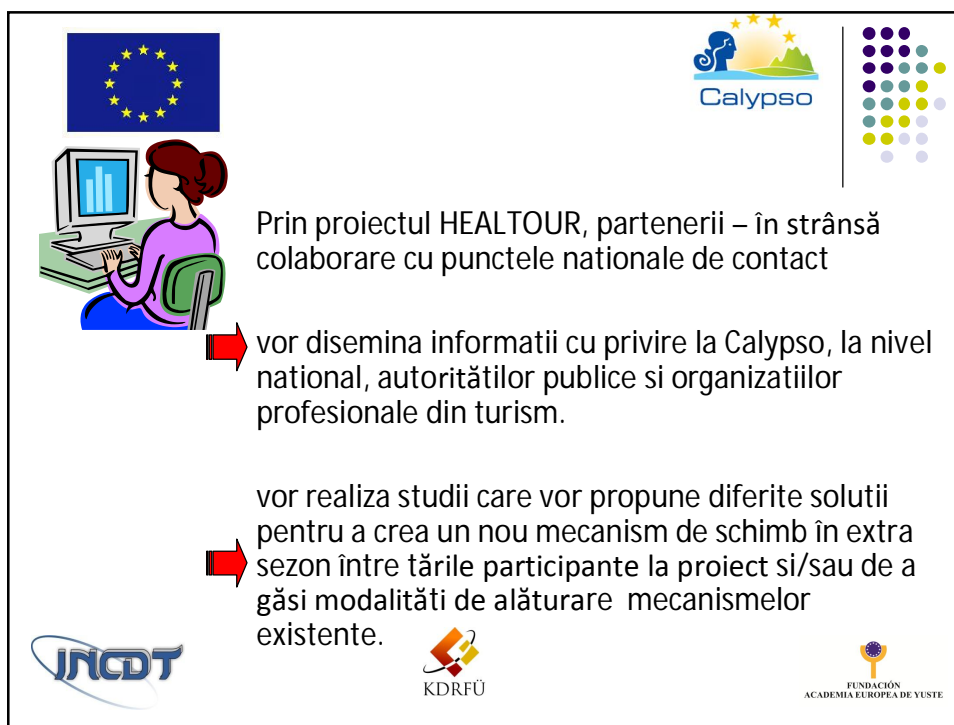 Calypso
Prin proiectul HEALTOUR, partenerii – în strânsă
colaborare cu punctele nationale de contact
vor disemina informatii cu privire la Calypso, la nivel
national, autoritătilor publice si organizatiilor
profesionale din turism.
vor realiza studii care vor propune diferite solutii
pentru a crea un nou mecanism de schimb în extra
sezon între tările participante la proiect si/sau de a
găsi modalităti de alăturare mecanismelor
existente.
INCDT
KDRFÜ
FUNDACIÓN
ACADEMIA EUROPEA DE YUSTE